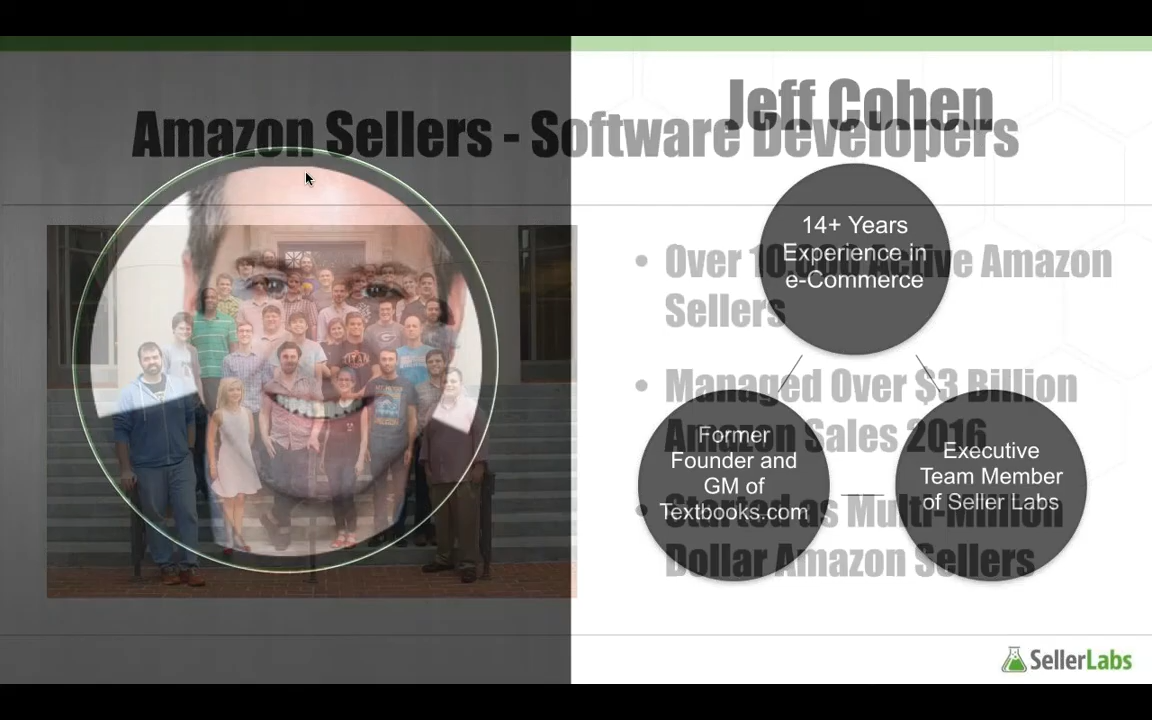 Jeff Cohen
Amazon Sellers - Software Developers
14+ Years
Experience in
e-Commerce
• Over 10,000 Active Amazon
Sellers
• Managed Over $3 Billion
Amazon Sales 2016
Former
Founder and
GM of
Textbooks.com
Executive
Team Member
of Seller Labs
• Started as Multi-Million
Dollar Amazon Sellers
SellerLabs